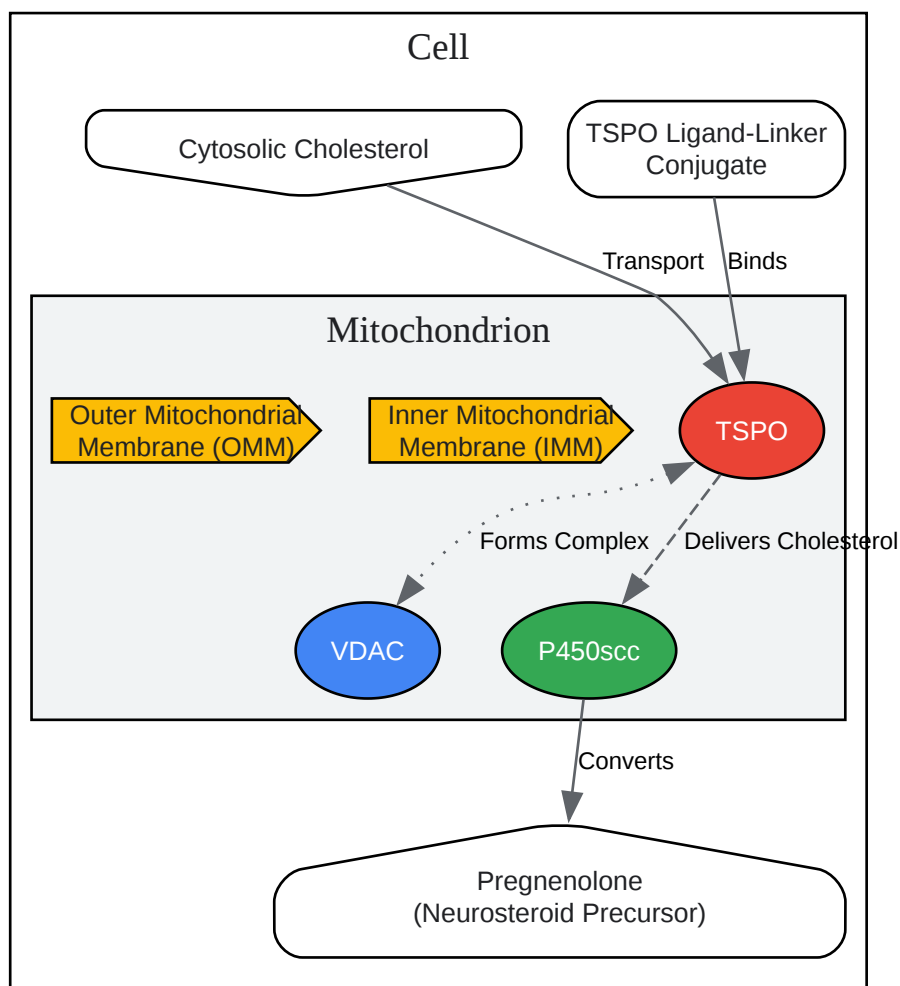 Cell
Cytosolic Cholesterol
TSPO Ligand-Linker
Conjugate
Transport
Binds
Mitochondrion
Outer Mitochondrial
Membrane (OMM)
Inner Mitochondrial
Membrane (IMM)
TSPO
Forms Complex
Delivers Cholesterol
VDAC
P450scc
Converts
Pregnenolone
(Neurosteroid Precursor)